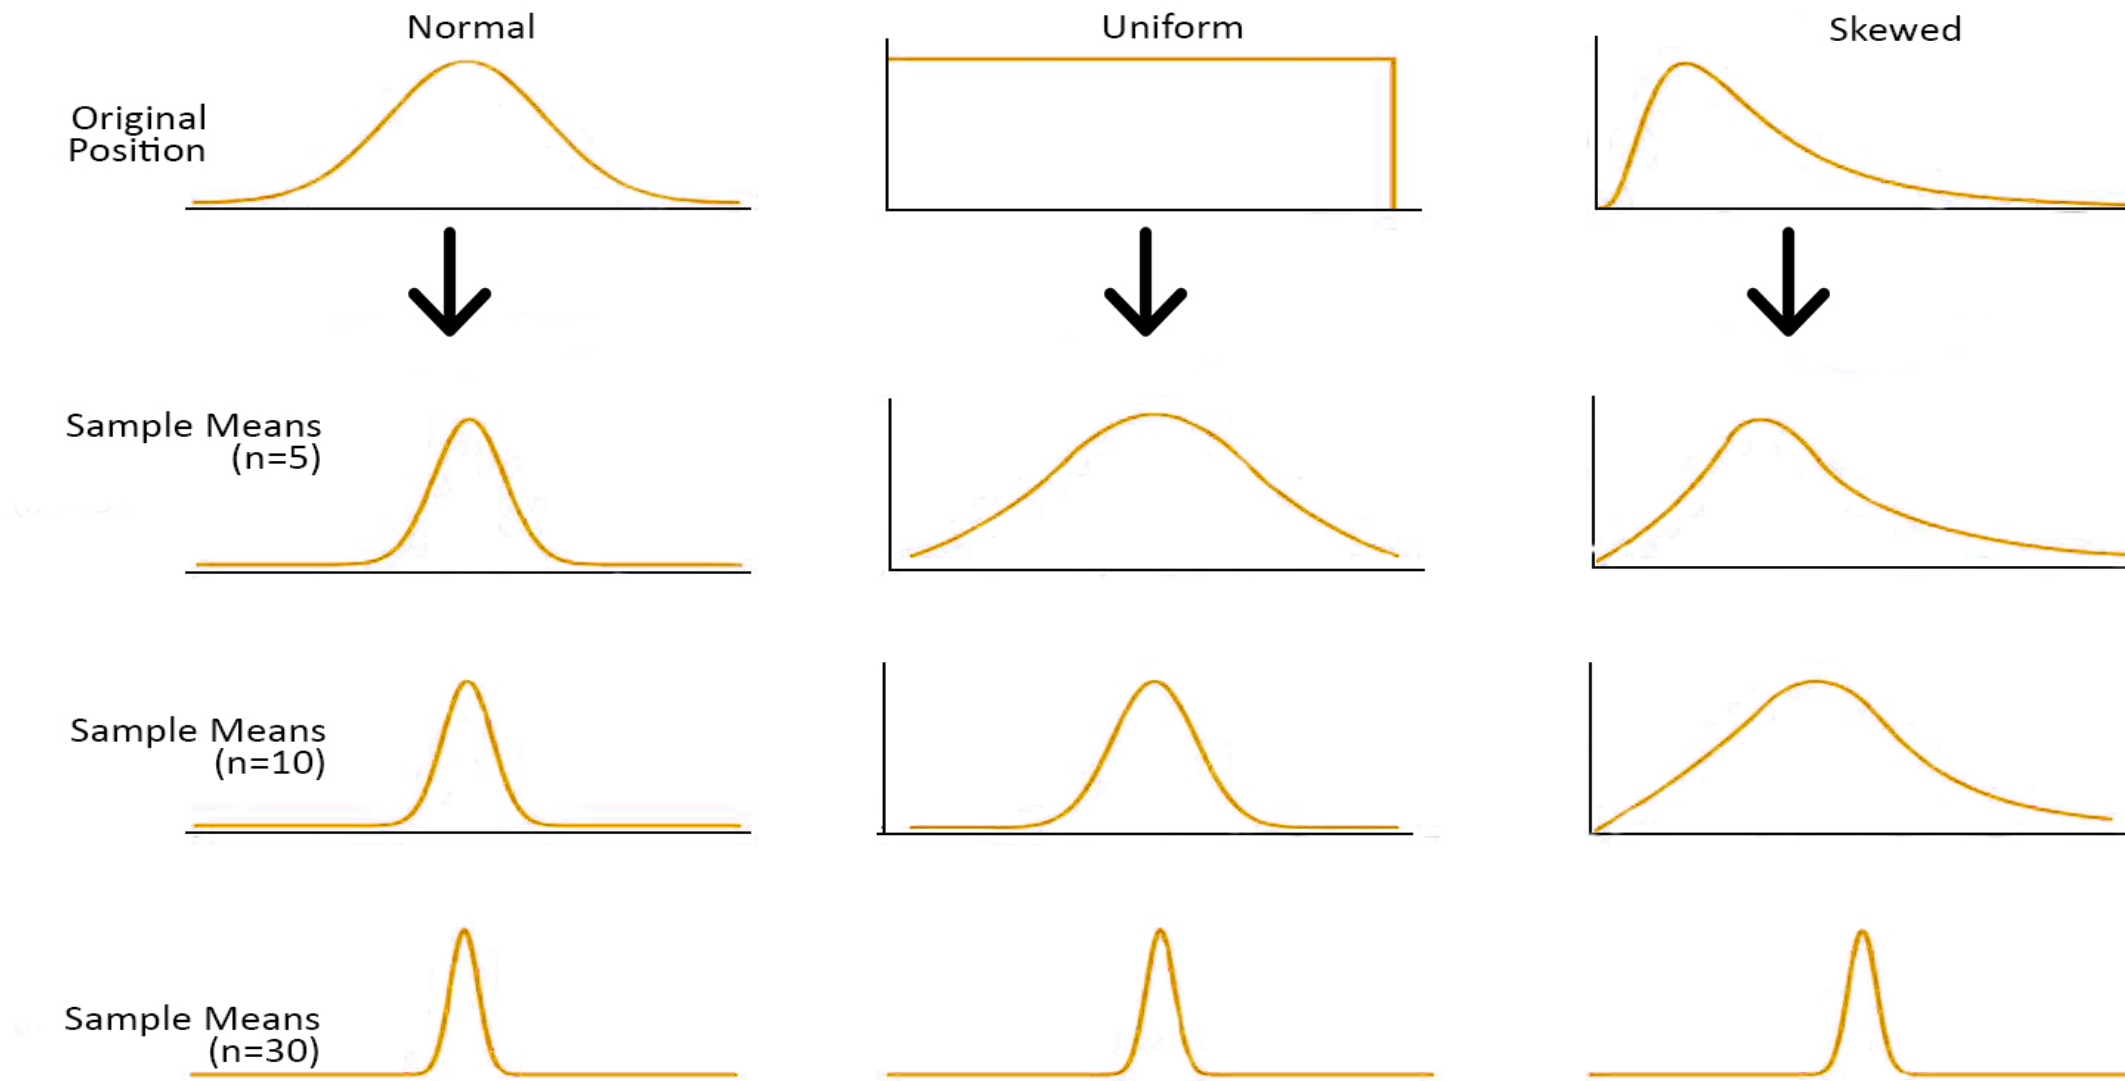 Normal
Uniform
Skewed
Original
Position
Sample Means
(n=5)
Sample Means
(n=10)
Sample Means
(n=30)